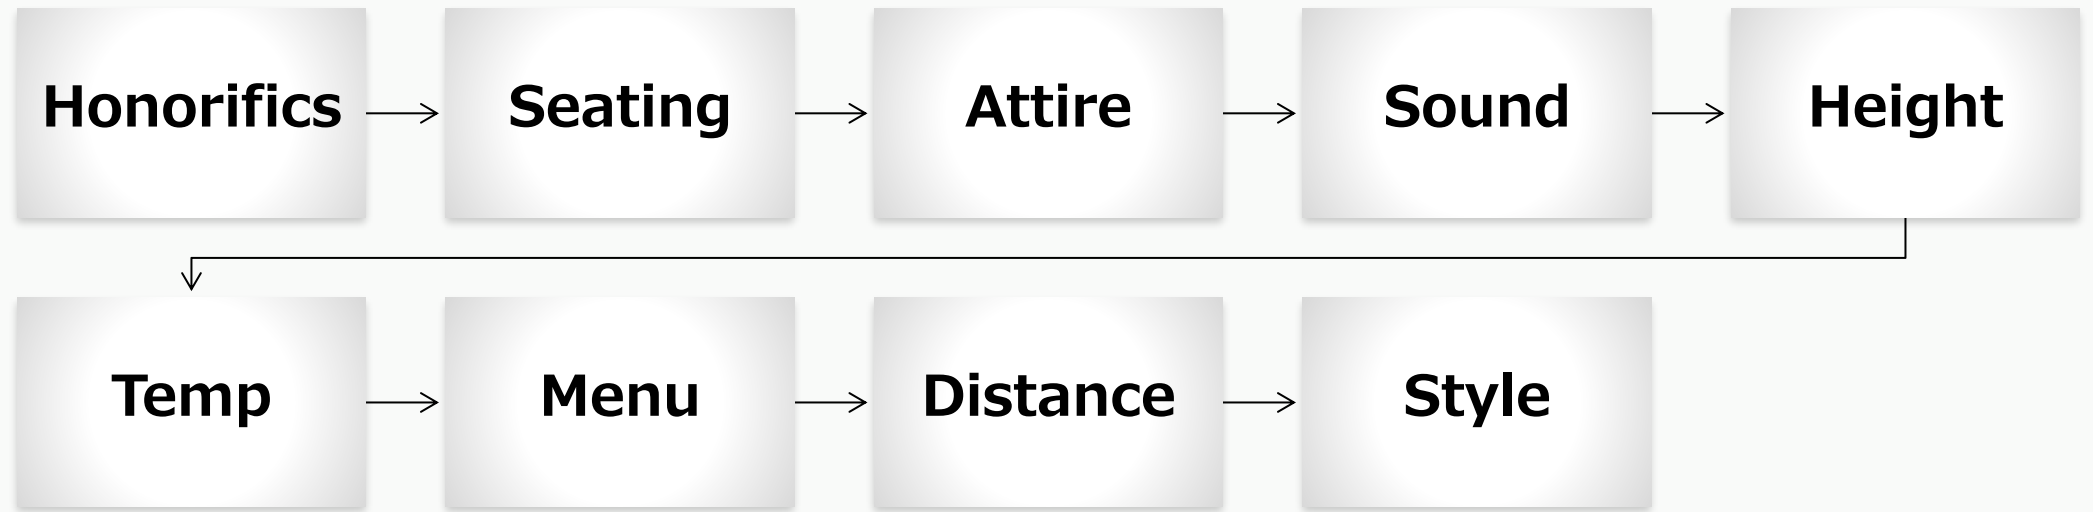 Honorifics
Seating
Attire
Sound
Height
Temp
Menu
Distance
Style